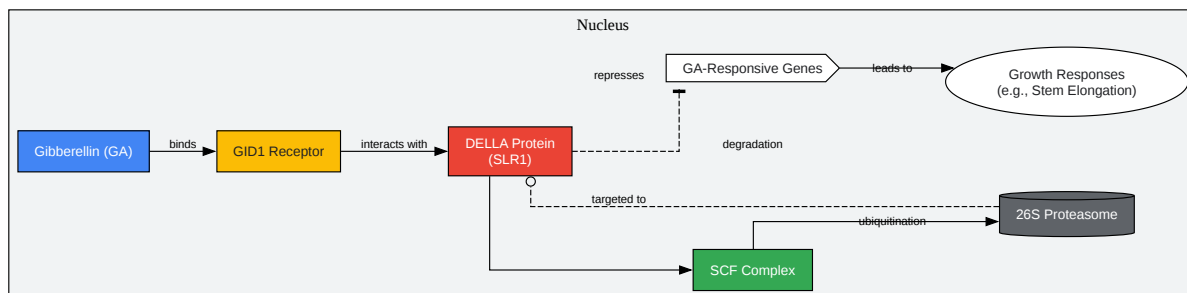 Nucleus
represses
GA-Responsive Genes
leads to
Growth Responses
(e.g., Stem Elongation)
Gibberellin (GA)
binds
GID1 Receptor
interacts with
DELLA Protein
(SLR1)
degradation
targeted to
26S Proteasome
ubiquitination
SCF Complex